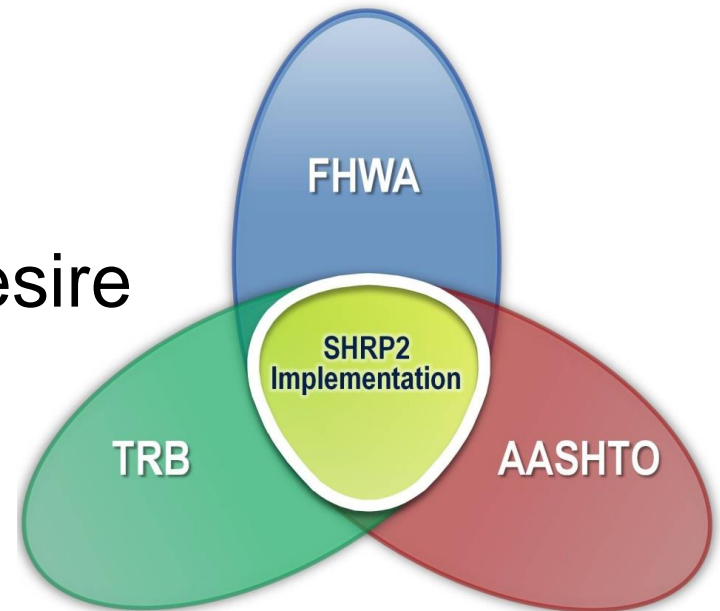 FHWA
esire
SHRP2
Implementation
TRB
AASHTO